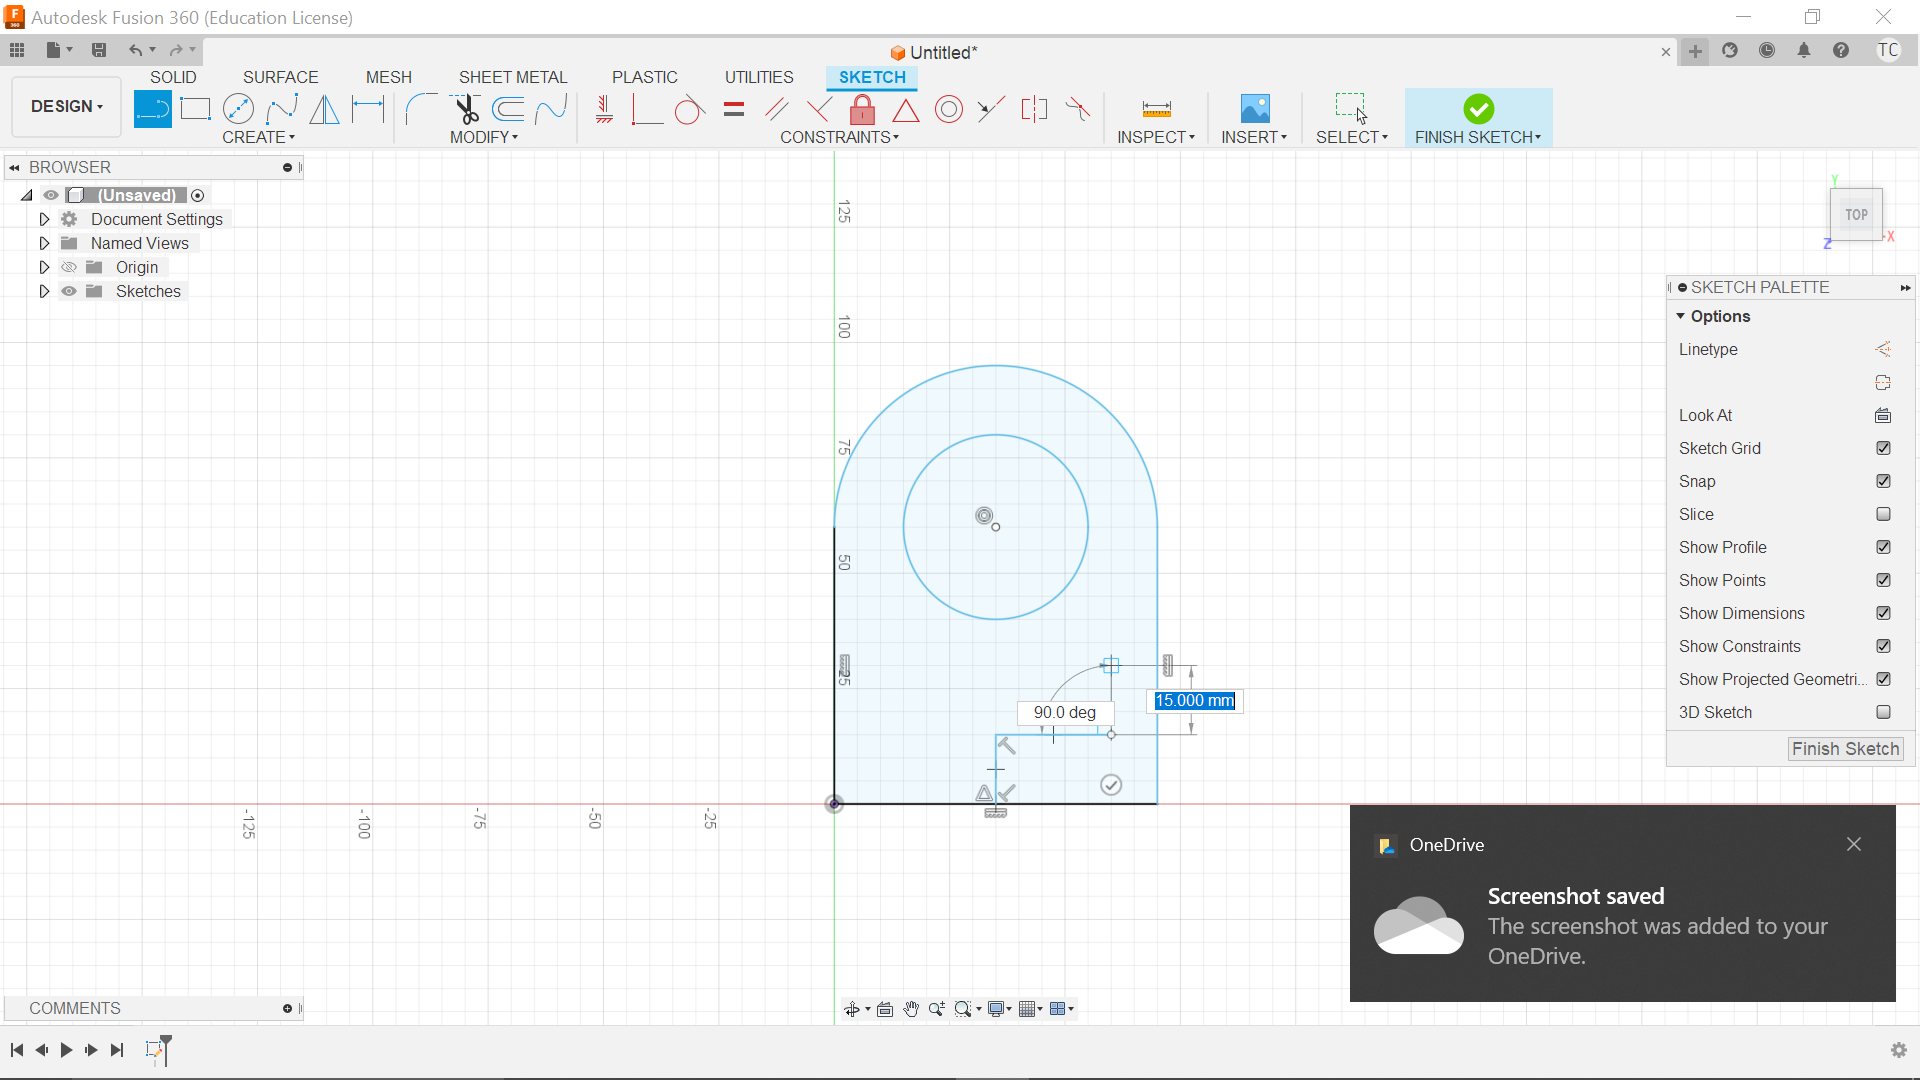 Autodesk Fusion 360 (Education License)
Untitled*
TC
DESIGN
SOLID
SURFACE
MESH
SHEET METAL
PLASTIC
UTILITIES
SKETCH
CREATE
MODIFY
CONSTRAINTS
INSPECT
INSERT
SELECT
FINISH SKETCH
BROWSER
(Unsaved)
Document Settings
Named Views
Origin
Sketches
125
100
75
50
25
-125
-100
-75
-50
-25
90.0 deg
15.000 mm
Y
TOP
X
Z
SKETCH PALETTE
Options
Linetype
Look At
Sketch Grid
Snap
Slice
Show Profile
Show Points
Show Dimensions
Show Constraints
Show Projected Geometri...
3D Sketch
Finish Sketch
OneDrive
Screenshot saved
The screenshot was added to your
OneDrive.
COMMENTS